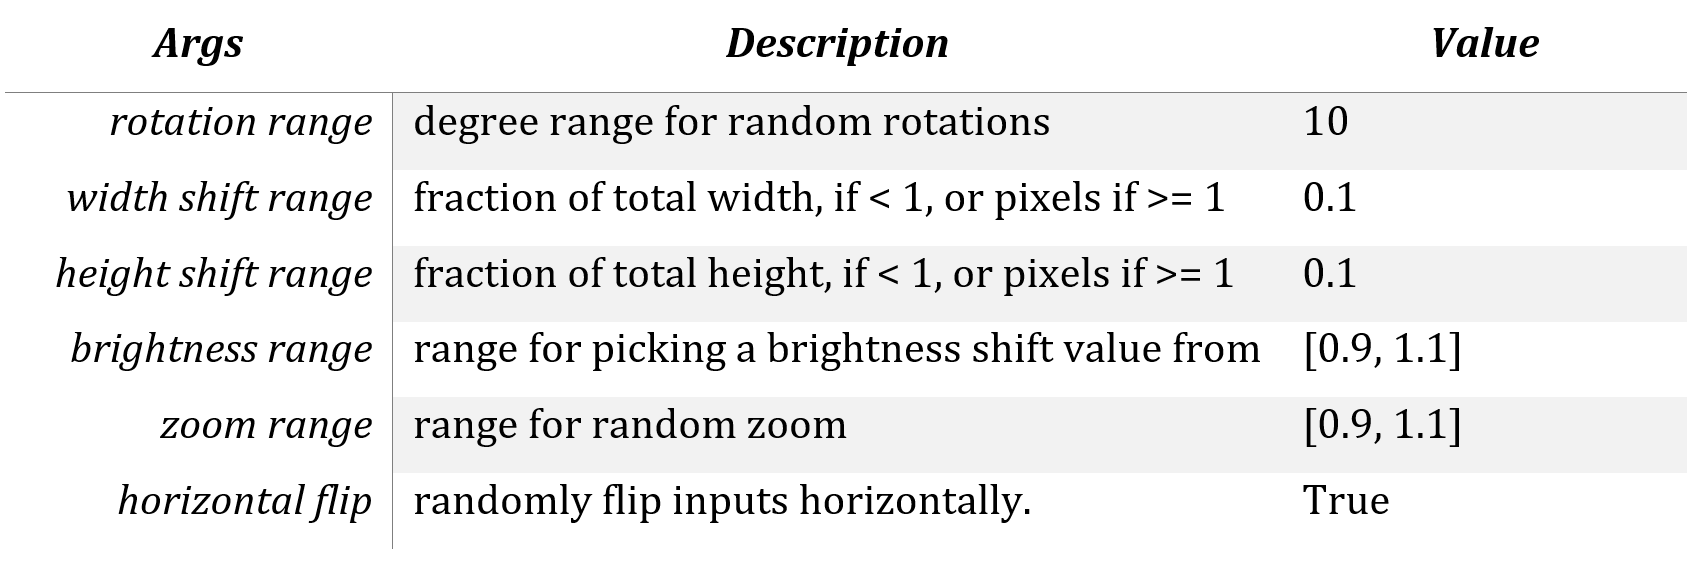 Args Description Value
rotation range degree range for random rotations 10
width shift range fraction of total width, if < 1, or pixels if >= 1 0.1
height shift range fraction of total height, if < 1, or pixels if >= 1 0.1
brightness range range for picking a brightness shift value from [0.9, 1.1]
zoom range range for random zoom [0.9, 1.1]
horizontal flip randomly flip inputs horizontally. True